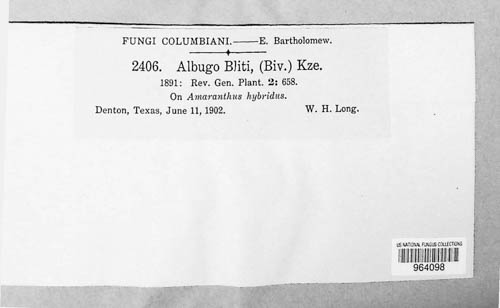 FUNGI COLUMBIANI.—E. Bartholomew.
2406. Albugo Bliti, (Biv.) Kze.
1891: Rev. Gen. Plant. 2: 658.
On Amaranthus hybridus.
Denton, Texas, June 11, 1902. W. H. Long.
US NATIONAL FUNGUS COLLECTIONS
964098